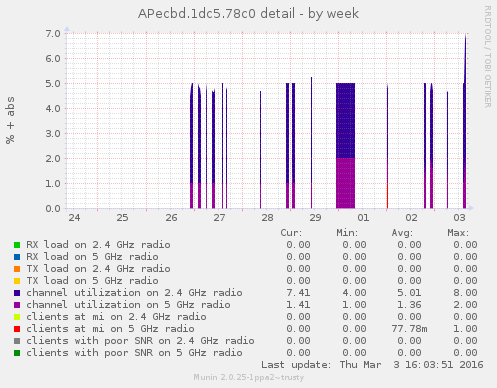 APecbd.1dc5.78c0 detail - by week
RRDTOOL / TOBI OETIKER
% + abs
7.0
6.0
5.0
4.0
3.0
2.0
1.0
0.0
24 25 26 27 28 29 01 02 03
Cur: Min: Avg: Max:
RX load on 2.4 GHz radio 0.00 0.00 0.00 0.00
RX load on 5 GHz radio 0.00 0.00 0.00 0.00
TX load on 2.4 GHz radio 0.00 0.00 0.00 0.00
TX load on 5 GHz radio 0.00 0.00 0.00 0.00
channel utilization on 2.4 GHz radio 7.41 4.00 5.01 8.00
channel utilization on 5 GHz radio 1.41 1.00 1.36 2.00
clients at mi on 2.4 GHz radio 0.00 0.00 0.00 0.00
clients at mi on 5 GHz radio 0.00 0.00 77.78m 1.00
clients with poor SNR on 2.4 GHz radio 0.00 0.00 0.00 0.00
clients with poor SNR on 5 GHz radio 0.00 0.00 0.00 0.00
Last update: Thu Mar 3 16:03:51 2016
Munin 2.0.25-1ppa2~trusty